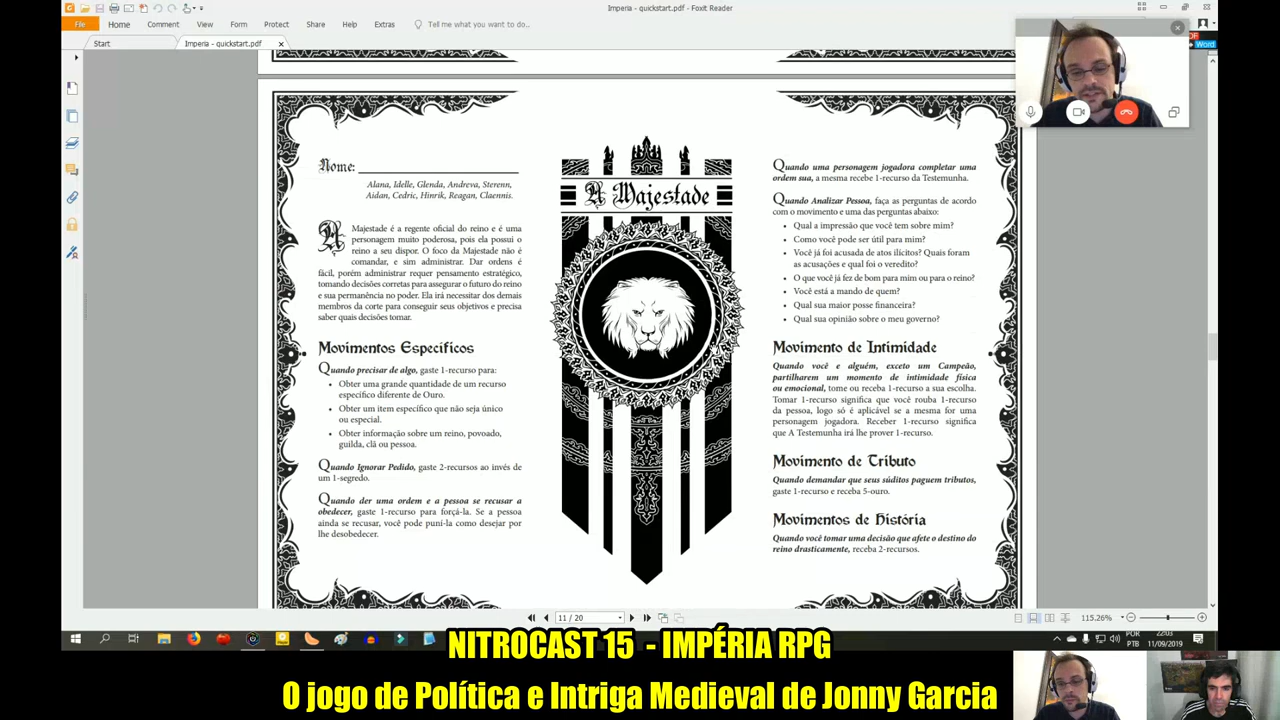 Imperia - quickstart.pdf - Foxit Reader
File
Home
Comment
View
Form
Protect
Share
Help
Extras
Tell me what you want to do...
Start
Imperia - quickstart.pdf
Word
Nome:
Alana, Idelle, Glenda, Andreva, Sterenn,
Aidan, Cedric, Hinrik, Reagan, Claennis.
A Majestade é a regente oficial do reino e é uma
personagem muito poderosa, pois ela possui o
reino a seu dispor. O foco da Majestade não é
comandar, e sim administrar. Dar ordens é
fácil, porém administrar requer pensamento estratégico,
tomando decisões corretas para assegurar o futuro do reino
e sua permanência no poder. Ela irá necessitar dos demais
membros da corte para conseguir seus objetivos e precisa
saber quais decisões tomar.
Movimentos Específicos
Quando precisar de algo, gaste 1-recurso para:
• Obter uma grande quantidade de um recurso
específico diferente de Ouro.
• Obter um item específico que não seja único
ou especial.
• Obter informação sobre um reino, povoado,
guilda, clã ou pessoa.
Quando Ignorar Pedido, gaste 2-recursos ao invés de
um 1-segredo.
Quando der uma ordem e a pessoa se recusar a
obedecer, gaste 1-recurso para forçá-la. Se a pessoa
ainda se recusar, você pode puní-la como desejar por
lhe desobedecer.
A Majestade
Quando uma personagem jogadora completar uma
ordem sua, a mesma recebe 1-recurso da Testemunha.
Quando Analizar Pessoa, faça as perguntas de acordo
com o movimento e uma das perguntas abaixo:
• Qual a impressão que você tem sobre mim?
• Como você pode ser útil para mim?
• Você já foi acusada de atos ilícitos? Quais foram
as acusações e qual foi o veredito?
• O que você já fez de bom para mim ou para o reino?
• Você está a mando de quem?
• Qual sua maior posse financeira?
• Qual sua opinião sobre o meu governo?
Movimento de Intimidade
Quando você e alguém, exceto um Campeão,
partilharem um momento de intimidade física
ou emocional, tome ou receba 1-recurso a sua escolha.
Tomar 1-recurso significa que você rouba 1-recurso
da pessoa, logo só é aplicável se a mesma for uma
personagem jogadora. Receber 1-recurso significa
que A Testemunha irá lhe prover 1-recurso.
Movimento de Tributo
Quando demandar que seus súditos paguem tributos,
gaste 1-recurso e receba 5-ouro.
Movimentos de História
Quando você tomar uma decisão que afete o destino do
reino drasticamente, receba 2-recursos.
11 / 20
115.26%
POR
PTB
22:03
11/09/2019
NITROCAST 15 - IMPÉRIA RPG
O jogo de Política e Intriga Medieval de Jonny Garcia